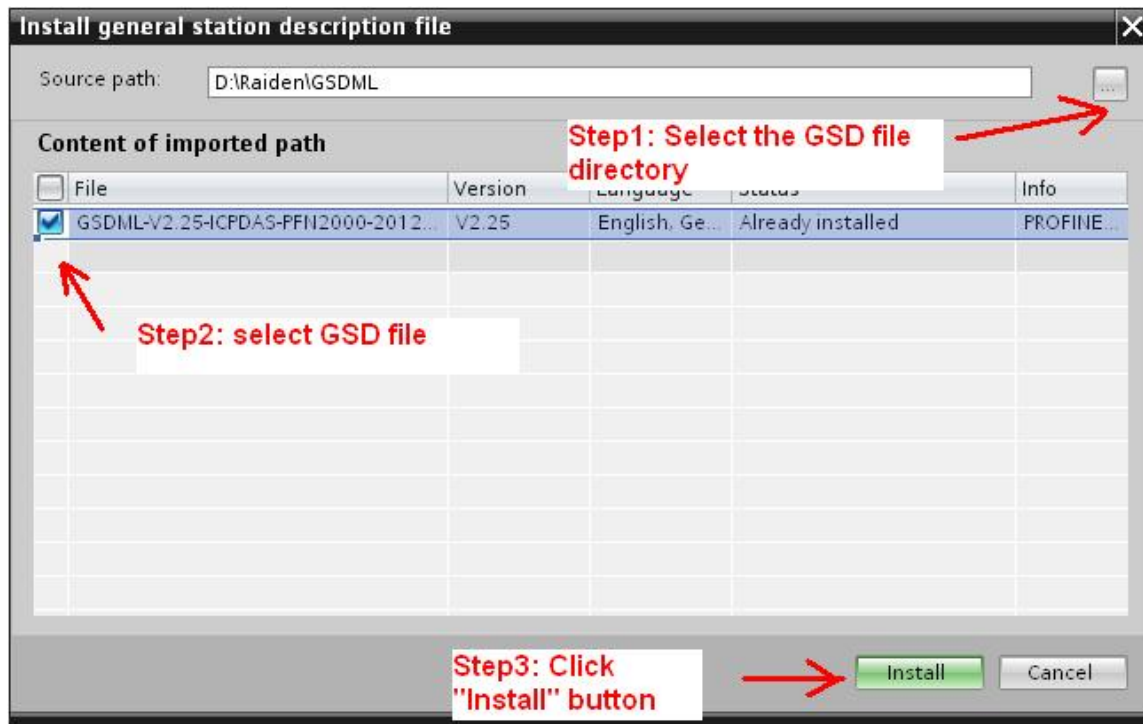 Install general station description file
Source path: D:\Raiden\GSDML ...
Step1: Select the GSD file
directory
Content of imported path
File Version Language Status Info
GSDML-V2.25-ICPDAS-PFN2000-2012... V2.25 English, Ge... Already installed PROFINE...
Step2: select GSD file
Step3: Click
"Install" button
Install Cancel